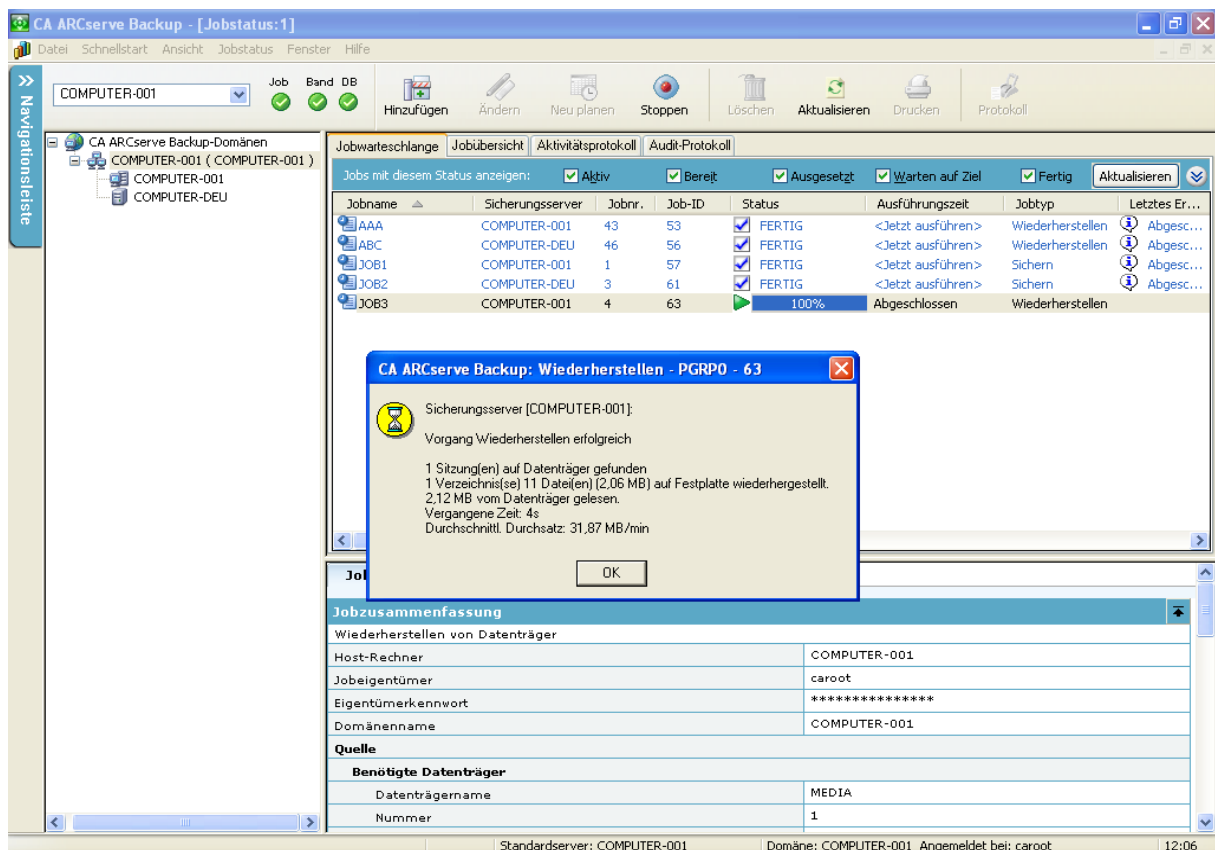 CA ARCserve Backup - [Jobstatus:1]
Datei Schnellstart Ansicht Jobstatus Fenster Hilfe
Navigationsleiste
COMPUTER-001
Job Band DB
Hinzufügen Ändern Neu planen Stoppen Löschen Aktualisieren Drucken Protokoll
CA ARCserve Backup-Domänen
COMPUTER-001 ( COMPUTER-001 )
COMPUTER-001
COMPUTER-DEU
Jobwarteschlange Jobübersicht Aktivitätsprotokoll Audit-Protokoll
Jobs mit diesem Status anzeigen: Aktiv Bereit Ausgesetzt Warten auf Ziel Fertig Aktualisieren
Jobname Sicherungsserver Jobnr. Job-ID Status Ausführungszeit Jobtyp Letztes Er...
AAA COMPUTER-001 43 53 FERTIG <Jetzt ausführen> Wiederherstellen Abgesc...
ABC COMPUTER-DEU 46 56 FERTIG <Jetzt ausführen> Wiederherstellen Abgesc...
JOB1 COMPUTER-001 1 57 FERTIG <Jetzt ausführen> Sichern Abgesc...
JOB2 COMPUTER-DEU 3 61 FERTIG <Jetzt ausführen> Sichern Abgesc...
JOB3 COMPUTER-001 4 63 100% Abgeschlossen Wiederherstellen
CA ARCserve Backup: Wiederherstellen - PGRP0 - 63
Sicherungsserver [COMPUTER-001]:
Vorgang Wiederherstellen erfolgreich
1 Sitzung(en) auf Datenträger gefunden
1 Verzeichnis(se) 11 Datei(en) (2,06 MB) auf Festplatte wiederhergestellt.
2,12 MB vom Datenträger gelesen.
Vergangene Zeit: 4s
Durchschnittl. Durchsatz: 31,87 MB/min
OK
Jobzusammenfassung
Wiederherstellen von Datenträger
Host-Rechner COMPUTER-001
Jobeigentümer caroot
Eigentümerkennwort ***************
Domänenname COMPUTER-001
Quelle
Benötigte Datenträger
Datenträgername MEDIA
Nummer 1
Standardserver: COMPUTER-001 Domäne: COMPUTER-001 Angemeldet bei: caroot 12:06